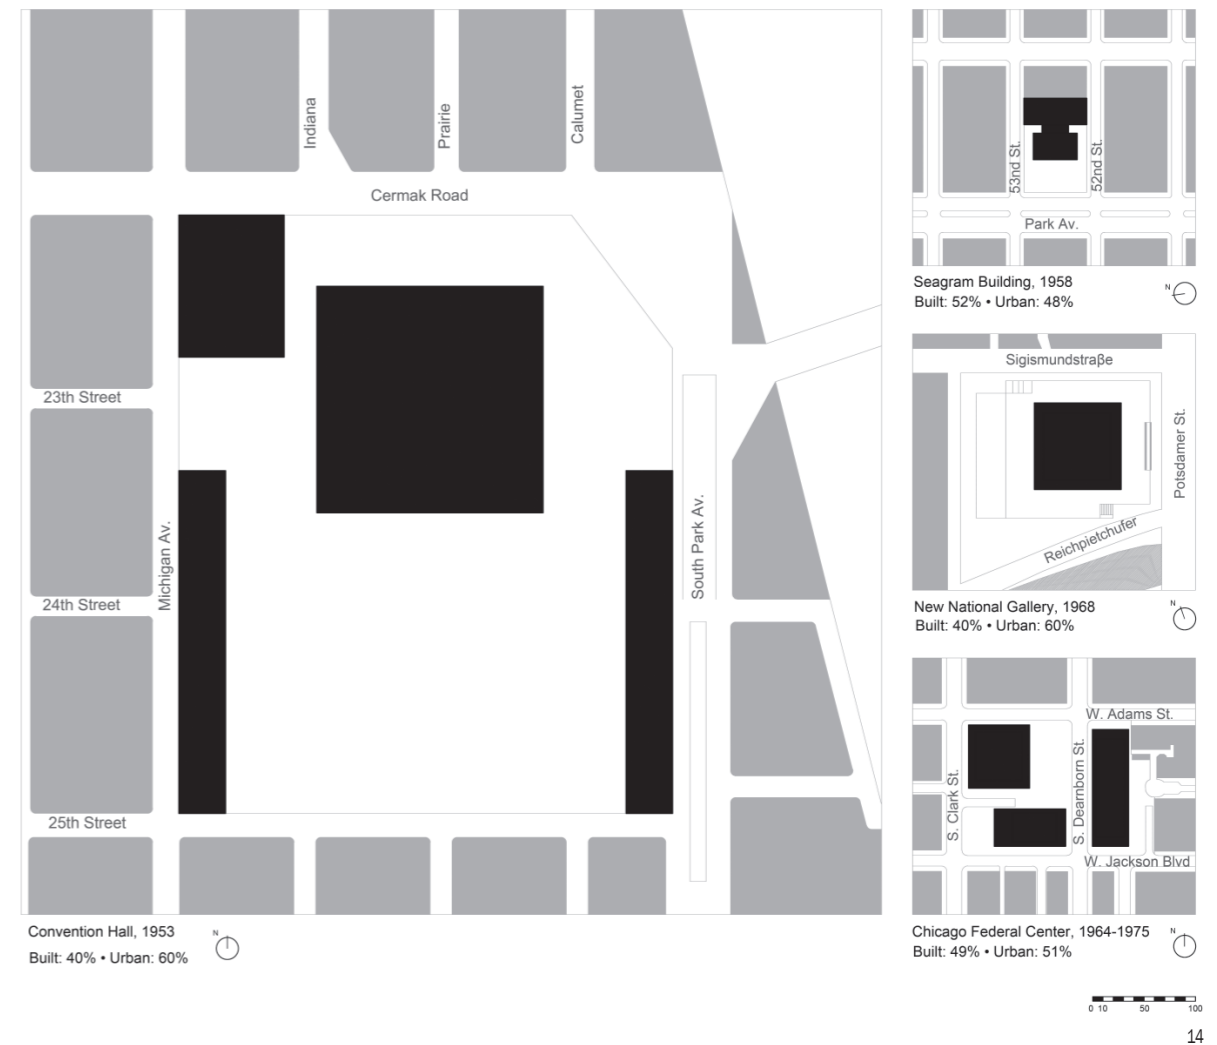 Indiana
Prairie
Calumet
Cermak Road
23th Street
Michigan Av.
24th Street
South Park Av.
25th Street
Convention Hall, 1953
N
Built: 40% • Urban: 60%
53nd St.
52nd St.
Park Av.
Seagram Building, 1958
Built: 52% • Urban: 48%
N
Sigismundstraße
Potsdamer St.
Reichpietchufer
New National Gallery, 1968
Built: 40% • Urban: 60%
N
W. Adams St.
S. Clark St.
S. Dearnborn St.
W. Jackson Blvd
Chicago Federal Center, 1964-1975
Built: 49% • Urban: 51%
N
0 10 50 100
14